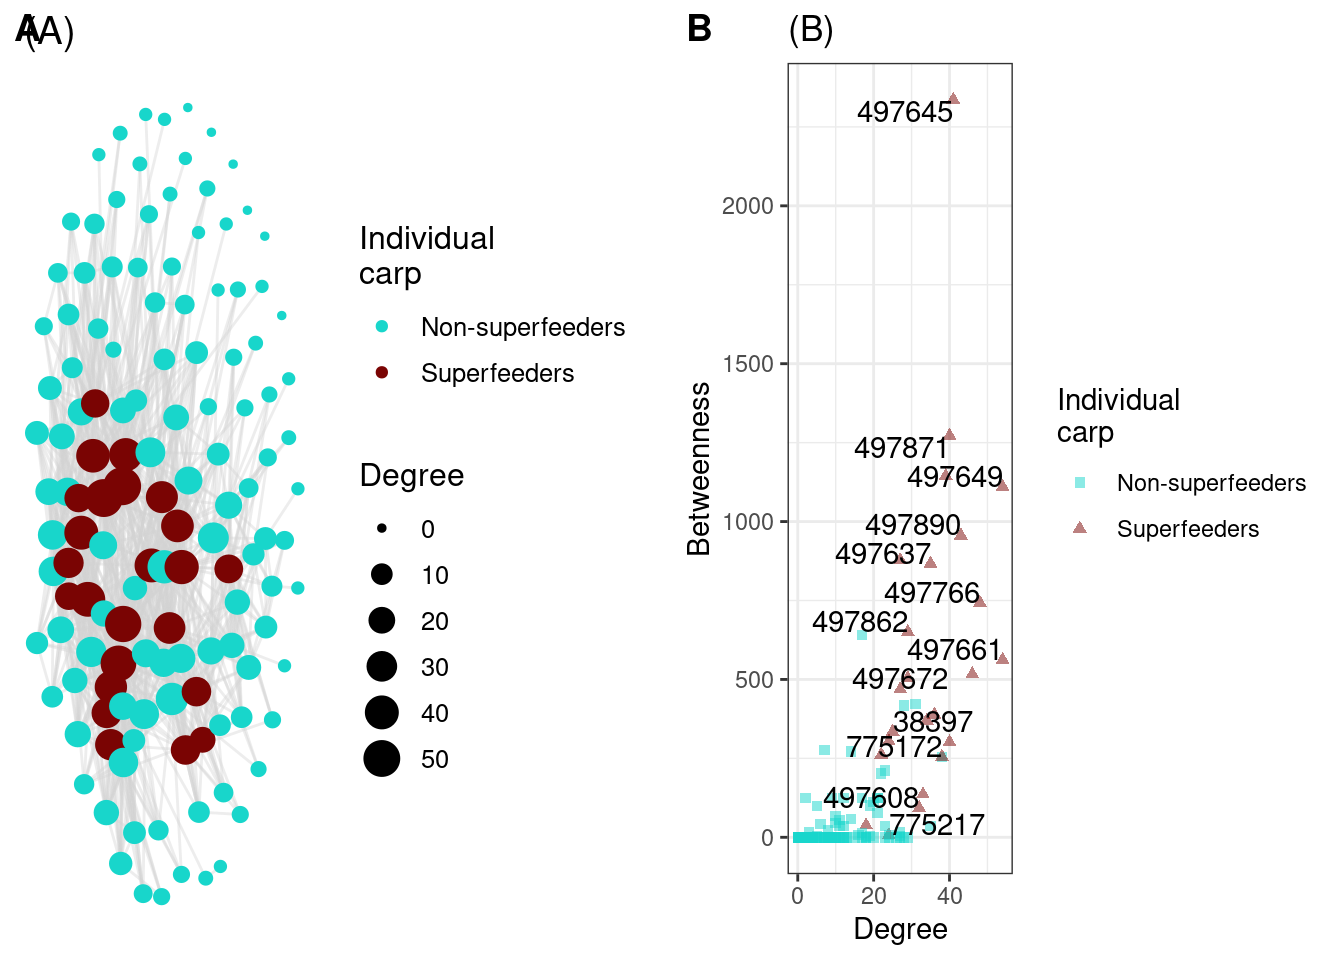 A
(A)
Individual
carp
Non-superfeeders
Superfeeders
Degree
0
10
20
30
40
50
B
(B)
Betweenness
2000
1500
1000
500
0
497645
497871
497649
497890
497637
497766
497862
497661
497672
38397
775172
497608
775217
0
20
40
Degree
Individual
carp
Non-superfeeders
Superfeeders